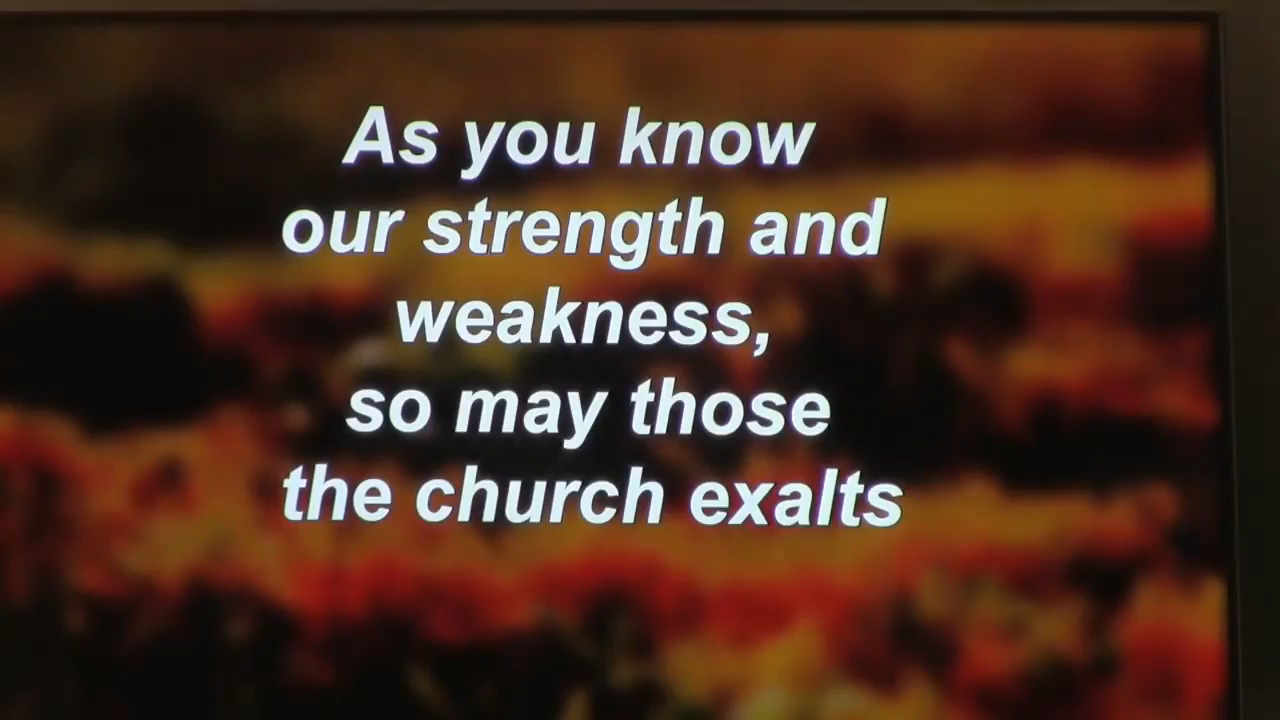 As you know
our strength and
weakness,
so may those
the church exalts